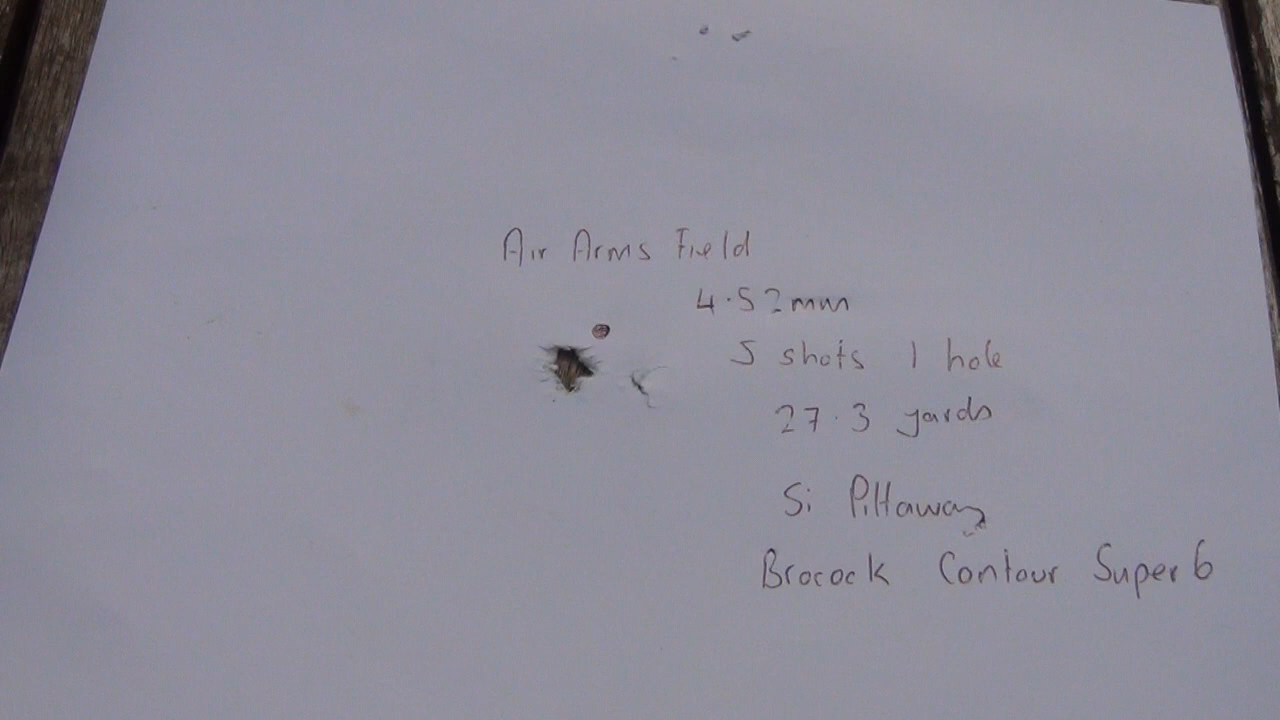 Air Arms Field
4.52mm
5 shots 1 hole
27.3 yards
Si Pittaway
Brocock Contour Super 6